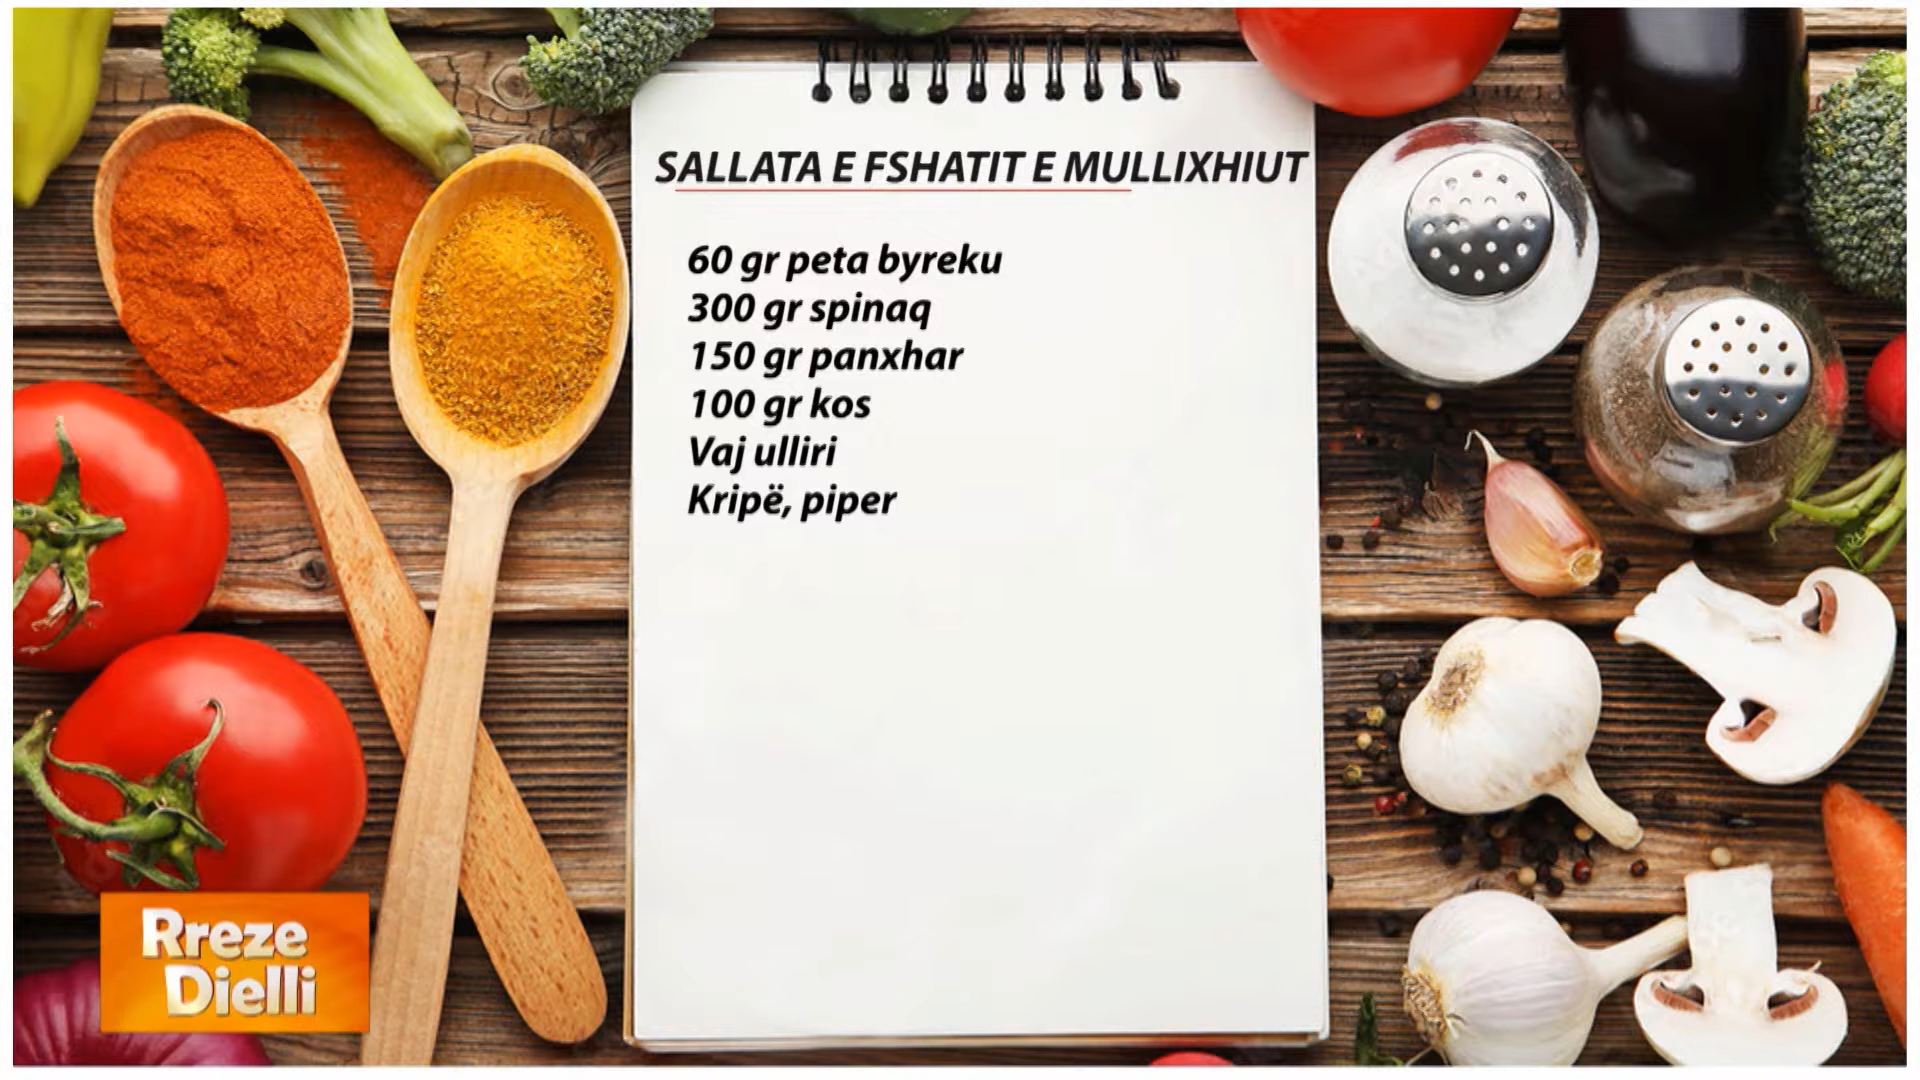 SALLATA E FSHATIT E MULLIXHIUT
60 gr peta byreku
300 gr spinaq
150 gr panxhar
100 gr kos
Vaj ulliri
Kripë, piper
Rreze
Dielli